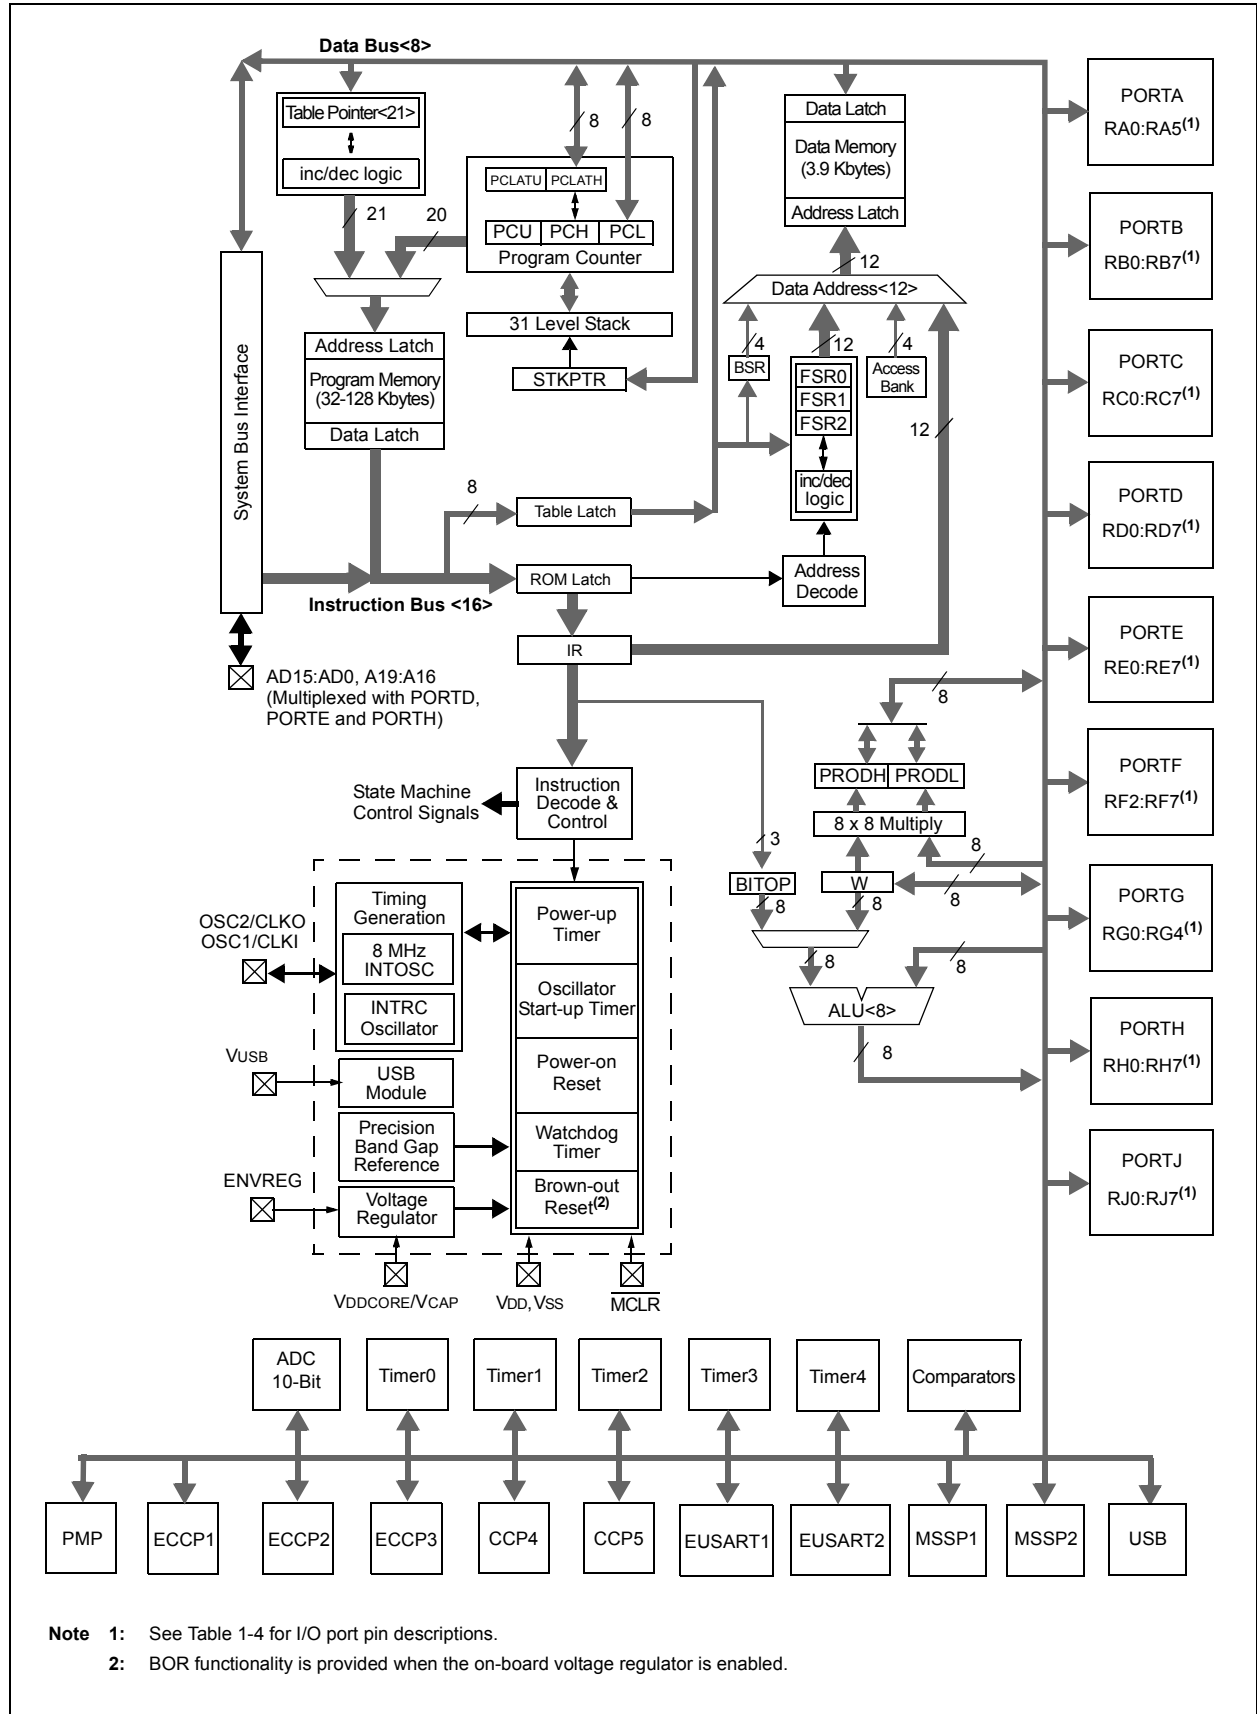 Data Bus<8>
Table Pointer<21>
inc/dec logic
21
20
8
8
PCLATU PCLATH
PCU PCH PCL
Program Counter
31 Level Stack
STKPTR
Data Latch
Data Memory
(3.9 Kbytes)
Address Latch
12
Data Address<12>
4
12
4
BSR
FSR0
FSR1
FSR2
inc/dec
logic
Access
Bank
12
Address
Decode
System Bus Interface
Address Latch
Program Memory
(32-128 Kbytes)
Data Latch
8
Table Latch
ROM Latch
Instruction Bus <16>
IR
AD15:AD0, A19:A16
(Multiplexed with PORTD,
PORTE and PORTH)
8
PRODH PRODL
8 x 8 Multiply
8
3
BITOP
W
8
8
8
8
8
ALU<8>
8
State Machine
Control Signals
Instruction
Decode &
Control
Timing
Generation
8 MHz
INTOSC
INTRC
Oscillator
OSC2/CLKO
OSC1/CLKI
VUSB
USB
Module
Precision
Band Gap
Reference
ENVREG
Voltage
Regulator
Power-up
Timer
Oscillator
Start-up Timer
Power-on
Reset
Watchdog
Timer
Brown-out
Reset(2)
VDDCORE/VCAP
VDD, VSS
MCLR
PORTA
RA0:RA5(1)
PORTB
RB0:RB7(1)
PORTC
RC0:RC7(1)
PORTD
RD0:RD7(1)
PORTE
RE0:RE7(1)
PORTF
RF2:RF7(1)
PORTG
RG0:RG4(1)
PORTH
RH0:RH7(1)
PORTJ
RJ0:RJ7(1)
ADC
10-Bit
Timer0
Timer1
Timer2
Timer3
Timer4
Comparators
PMP
ECCP1
ECCP2
ECCP3
CCP4
CCP5
EUSART1
EUSART2
MSSP1
MSSP2
USB
Note 1: See Table 1-4 for I/O port pin descriptions.
2: BOR functionality is provided when the on-board voltage regulator is enabled.